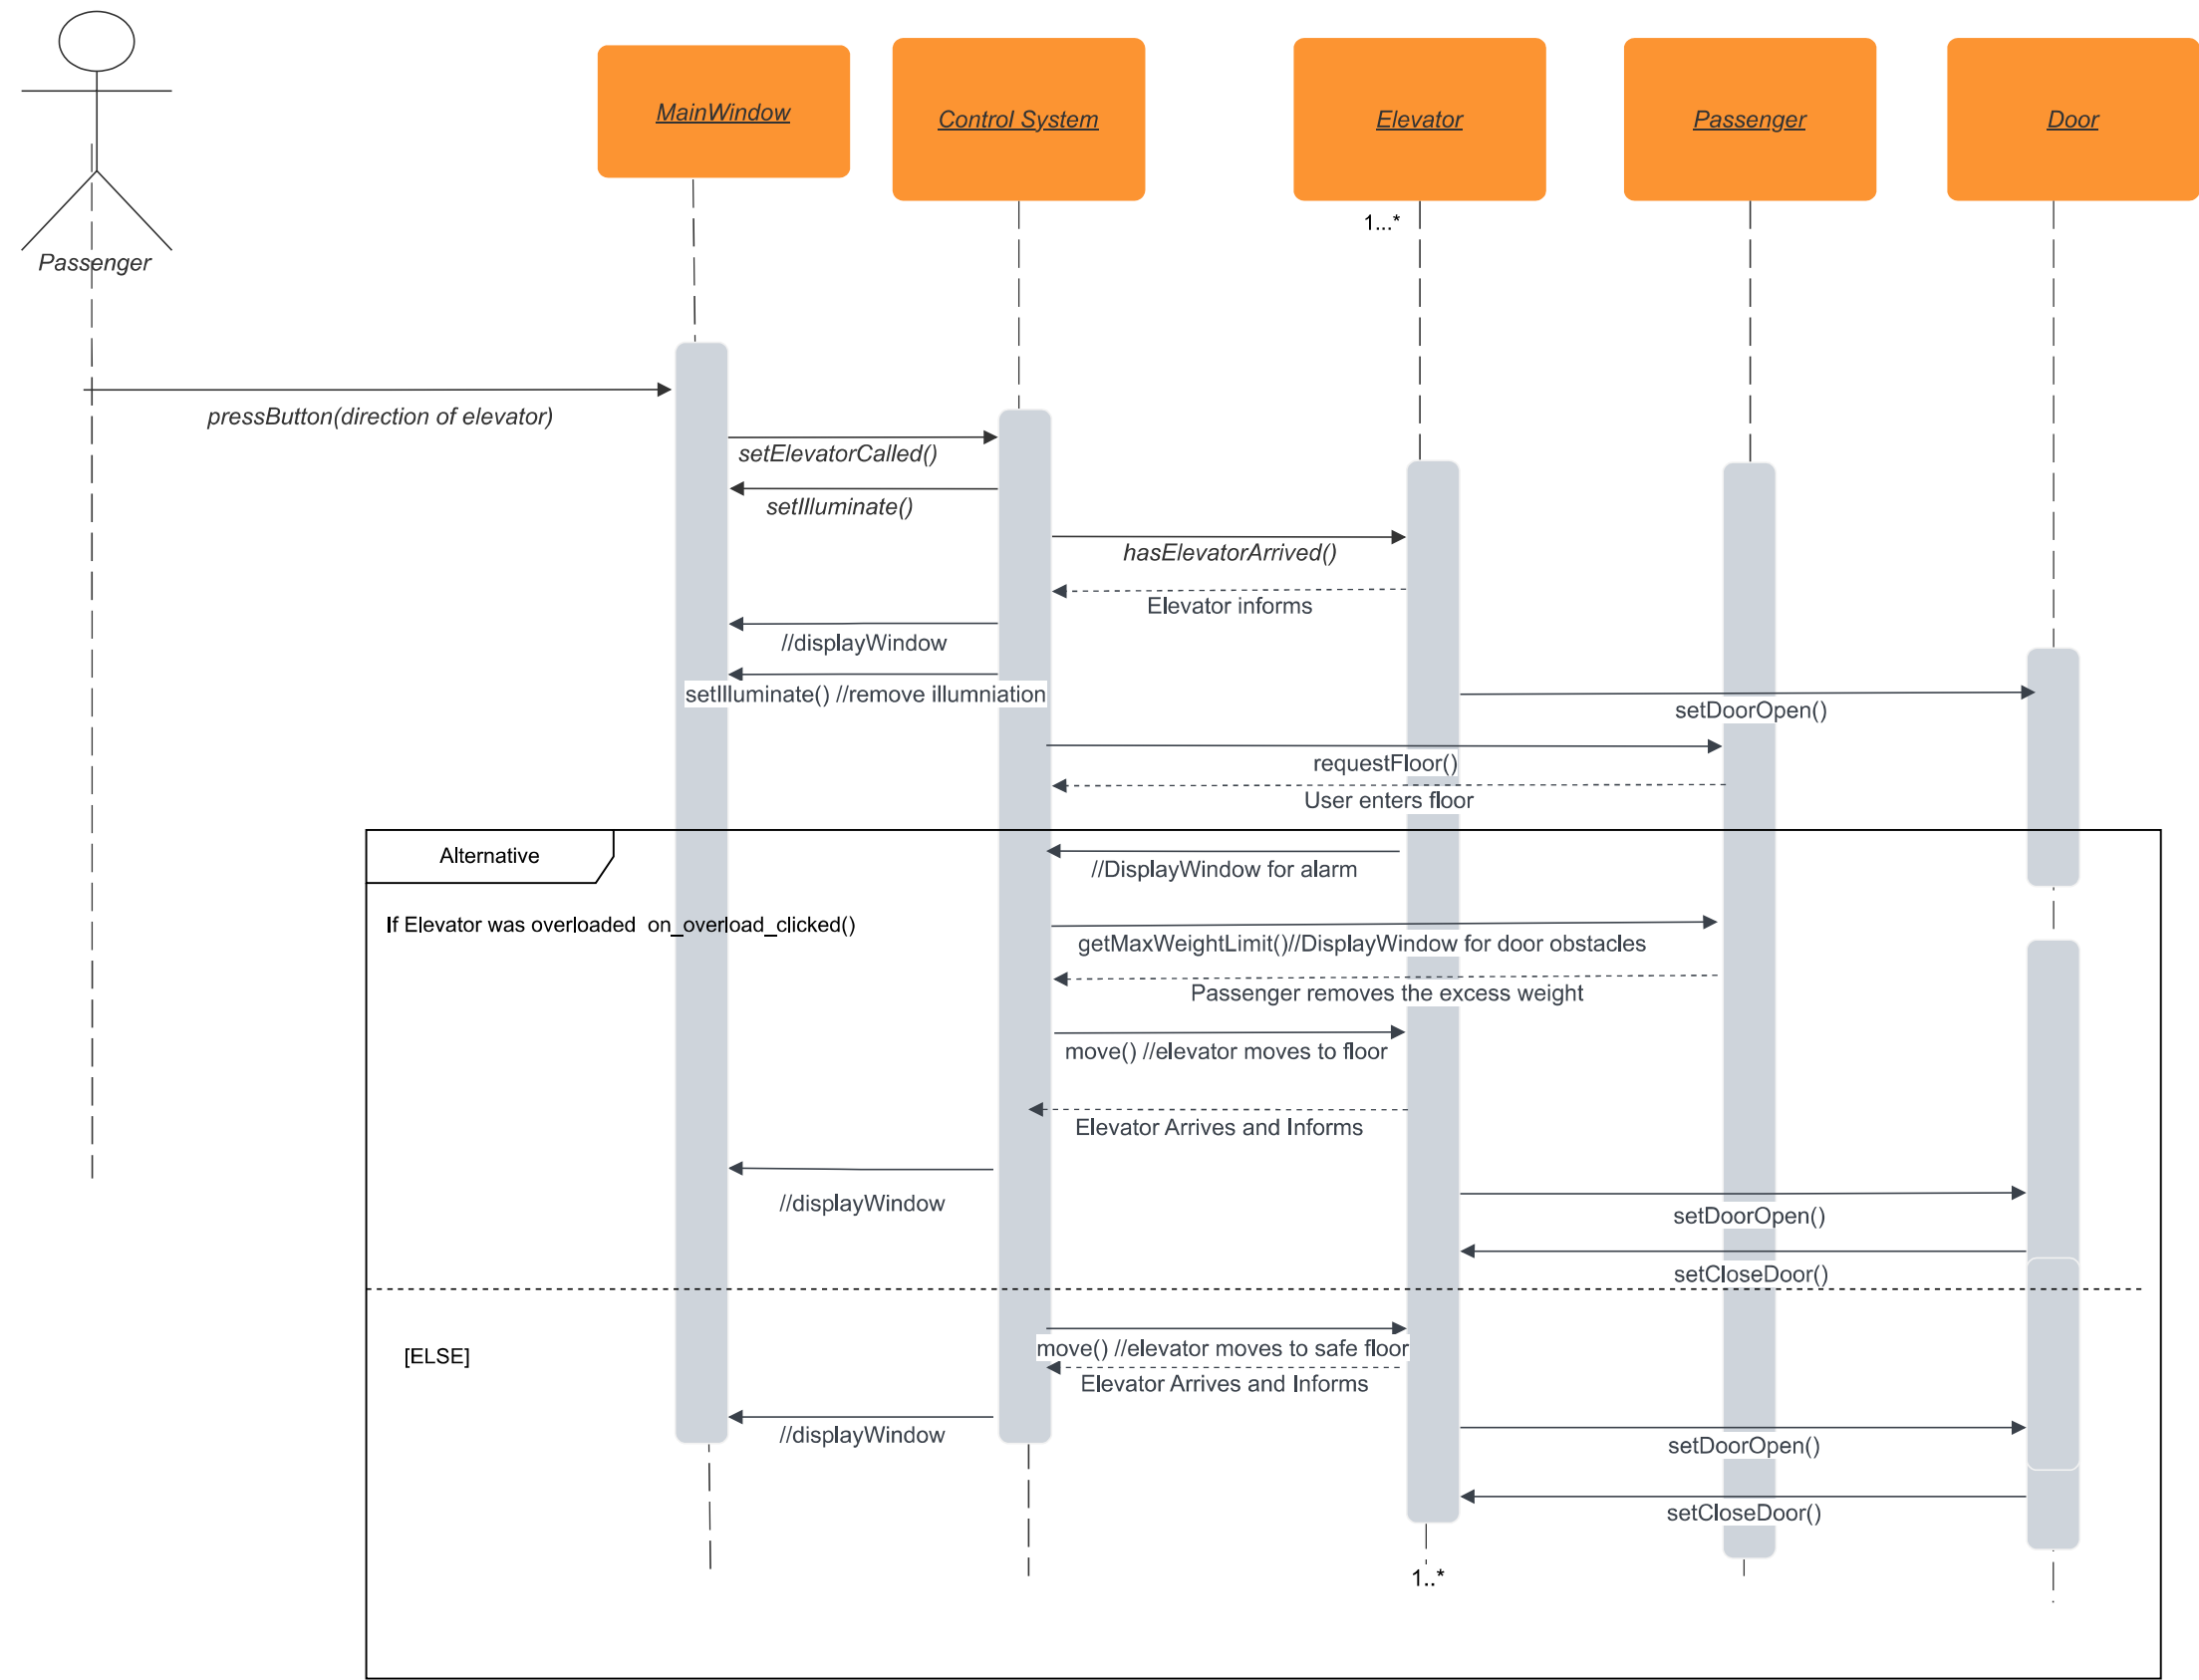 MainWindow
Control System
Elevator
Passenger
Door
1...*
Passenger
pressButton(direction of elevator)
setElevatorCalled()
setIlluminate()
hasElevatorArrived()
Elevator informs
//displayWindow
setIlluminate() //remove illumniation
setDoorOpen()
requestFloor()
User enters floor
Alternative
//DisplayWindow for alarm
If Elevator was overloaded on_overload_clicked()
getMaxWeightLimit()//DisplayWindow for door obstacles
Passenger removes the excess weight
move() //elevator moves to floor
Elevator Arrives and Informs
//displayWindow
setDoorOpen()
setCloseDoor()
[ELSE]
move() //elevator moves to safe floor
Elevator Arrives and Informs
//displayWindow
setDoorOpen()
setCloseDoor()
1..*